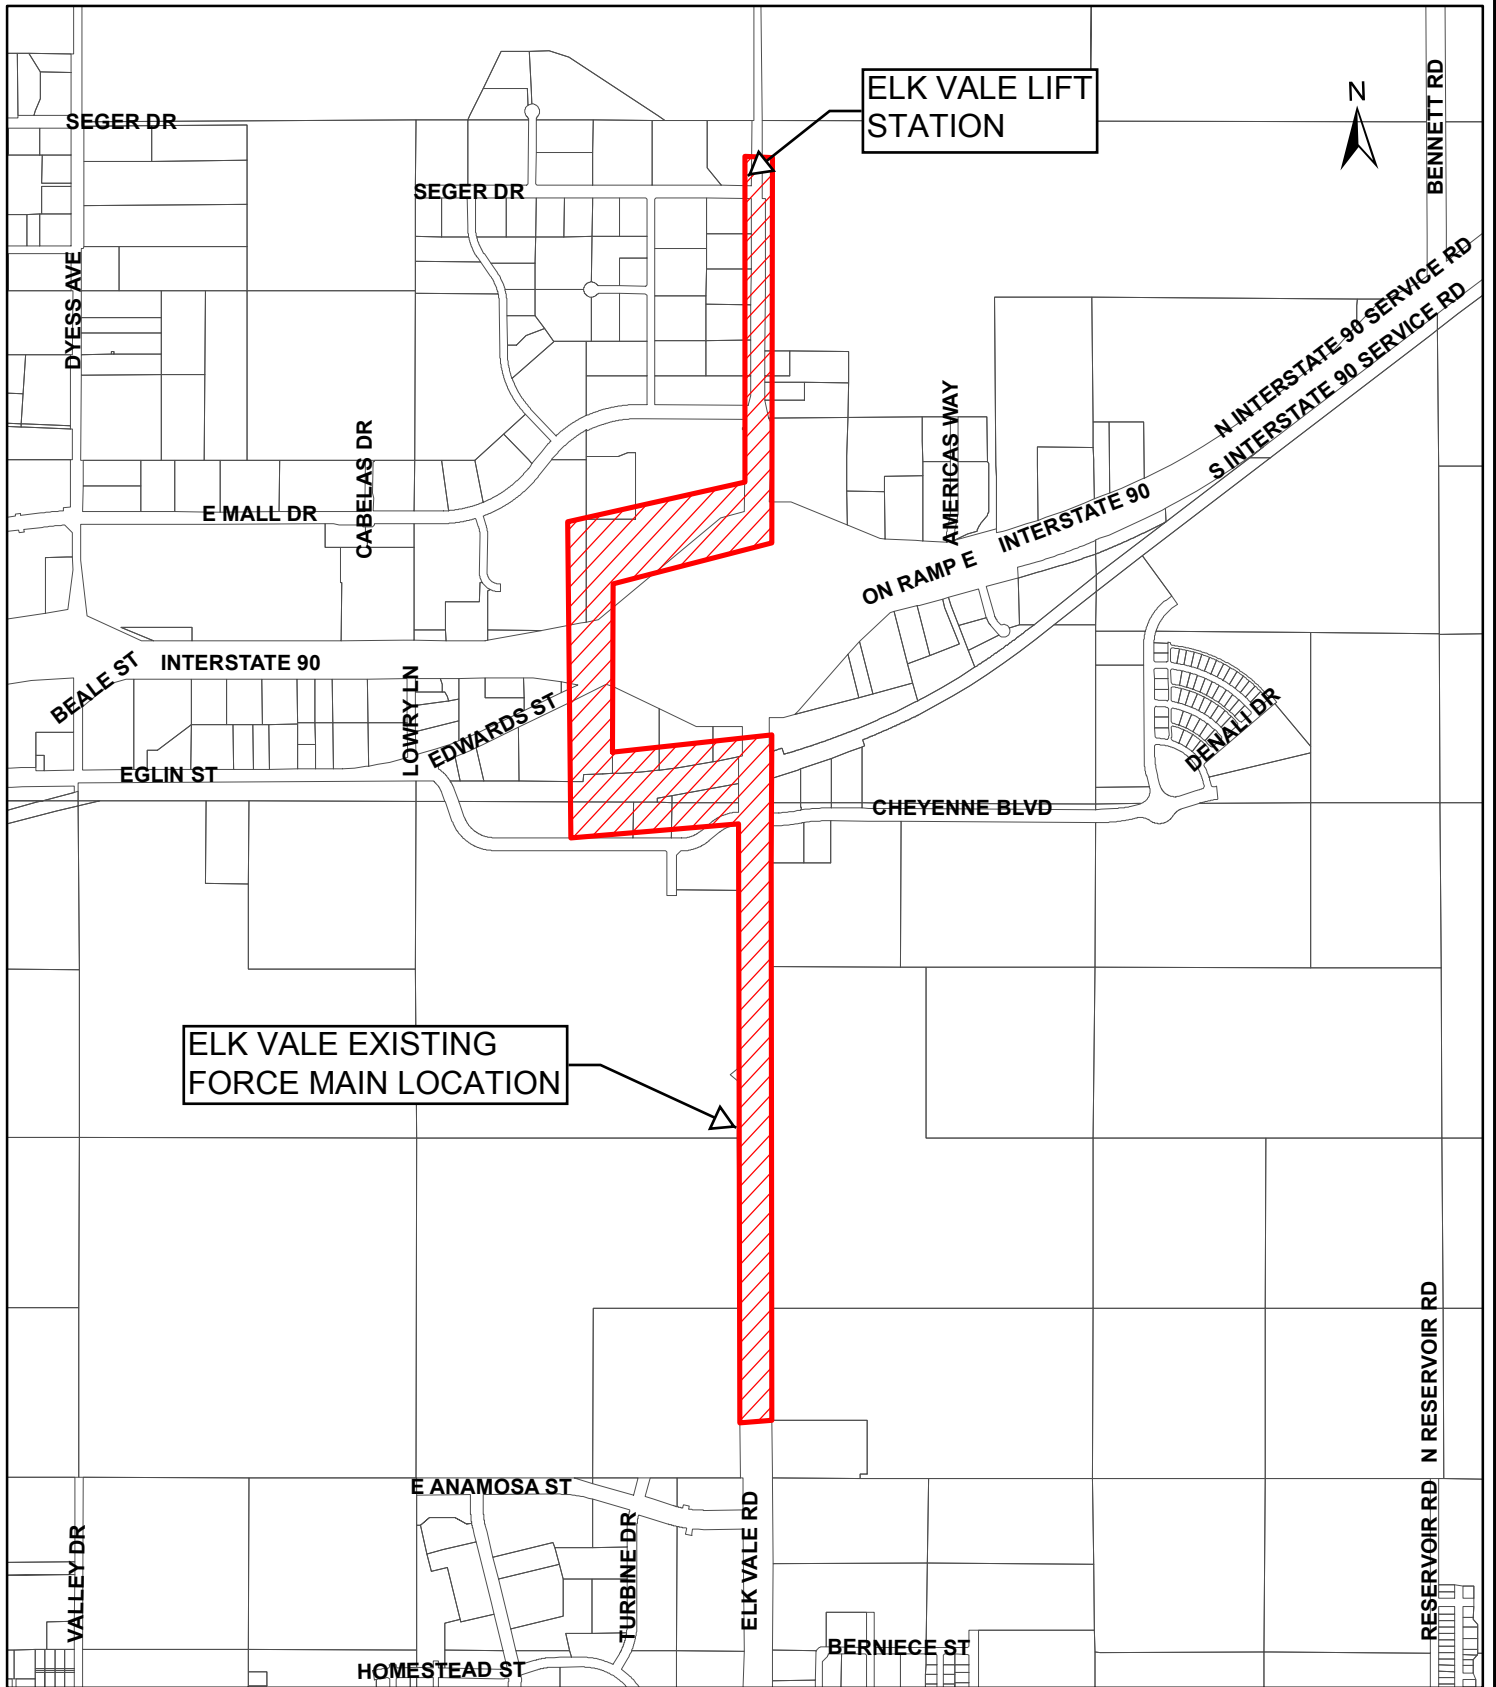 ELK VALE LIFT
STATION
N
BENNETT RD
SEGER DR
SEGER DR
DYESS AVE
N INTERSTATE 90 SERVICE RD
S INTERSTATE 90 SERVICE RD
AMERICAS WAY
CABELAS DR
E MALL DR
INTERSTATE 90
ON RAMP E
BEALE ST
INTERSTATE 90
LOWRY LN
EDWARDS ST
DENALI DR
EGLIN ST
CHEYENNE BLVD
ELK VALE EXISTING
FORCE MAIN LOCATION
N RESERVOIR RD
E ANAMOSA ST
VALLEY DR
TURBINE DR
ELK VALE RD
RESERVOIR RD
BERNIECE ST
HOMESTEAD ST